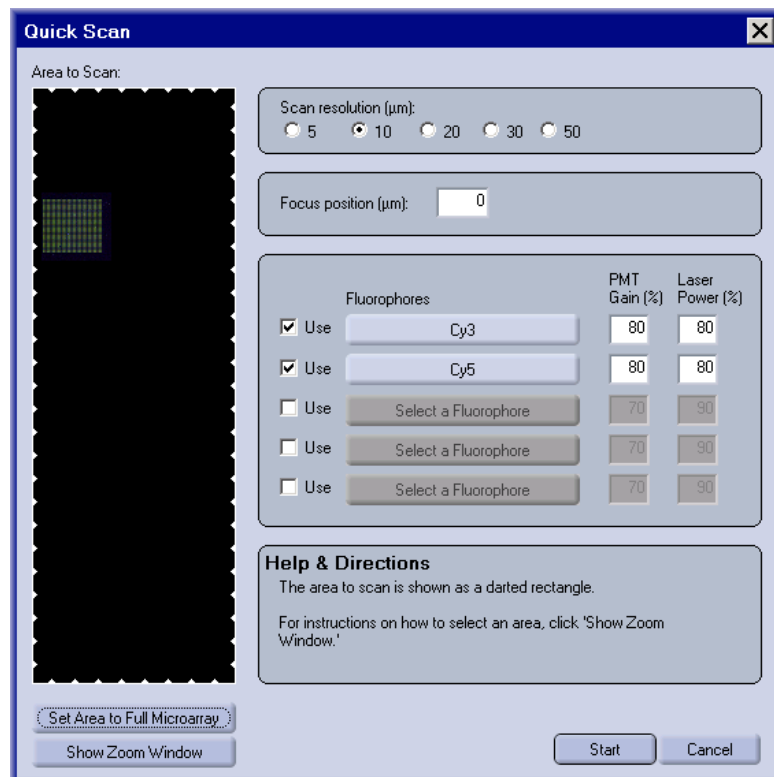 Quick Scan
Area to Scan:
Scan resolution (µm):
5 10 20 30 50
Focus position (µm): 0
PMT Laser
Fluorophores Gain (%) Power (%)
Use Cy3 80 80
Use Cy5 80 80
Use Select a Fluorophore 70 90
Use Select a Fluorophore 70 90
Use Select a Fluorophore 70 90
Help & Directions
The area to scan is shown as a darted rectangle.
For instructions on how to select an area, click 'Show Zoom
Window.'
Set Area to Full Microarray
Show Zoom Window
Start Cancel